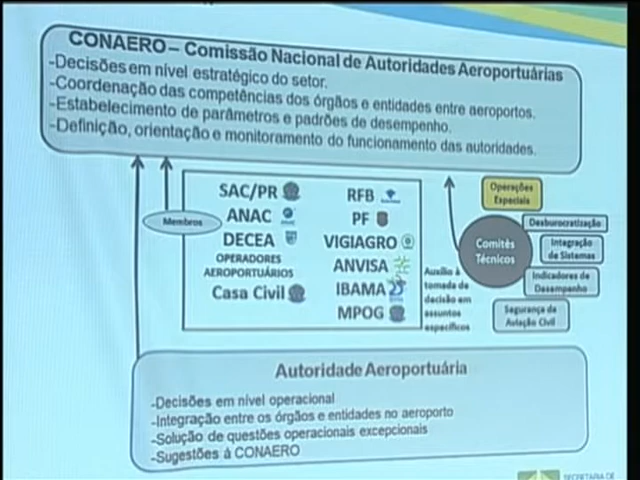 CONAERO – Comissão Nacional de Autoridades Aeroportuárias
-Decisões em nível estratégico do setor.
-Coordenação das competências dos órgãos e entidades entre aeroportos.
-Estabelecimento de parâmetros e padrões de desempenho.
-Definição, orientação e monitoramento do funcionamento das autoridades.
Membros
SAC/PR
ANAC
DECEA
OPERADORES
AEROPORTUÁRIOS
Casa Civil
RFB
PF
VIGIAGRO
ANVISA
IBAMA
MPOG
Auxílio à
tomada de
decisão em
assuntos
específicos
Comitês
Técnicos
Operações
Especiais
Desburocratização
Integração
de Sistemas
Indicadores de
Desempenho
Segurança da
Aviação Civil
Autoridade Aeroportuária
-Decisões em nível operacional
-Integração entre os órgãos e entidades no aeroporto
-Solução de questões operacionais excepcionais
-Sugestões à CONAERO
SECRETARIA DE